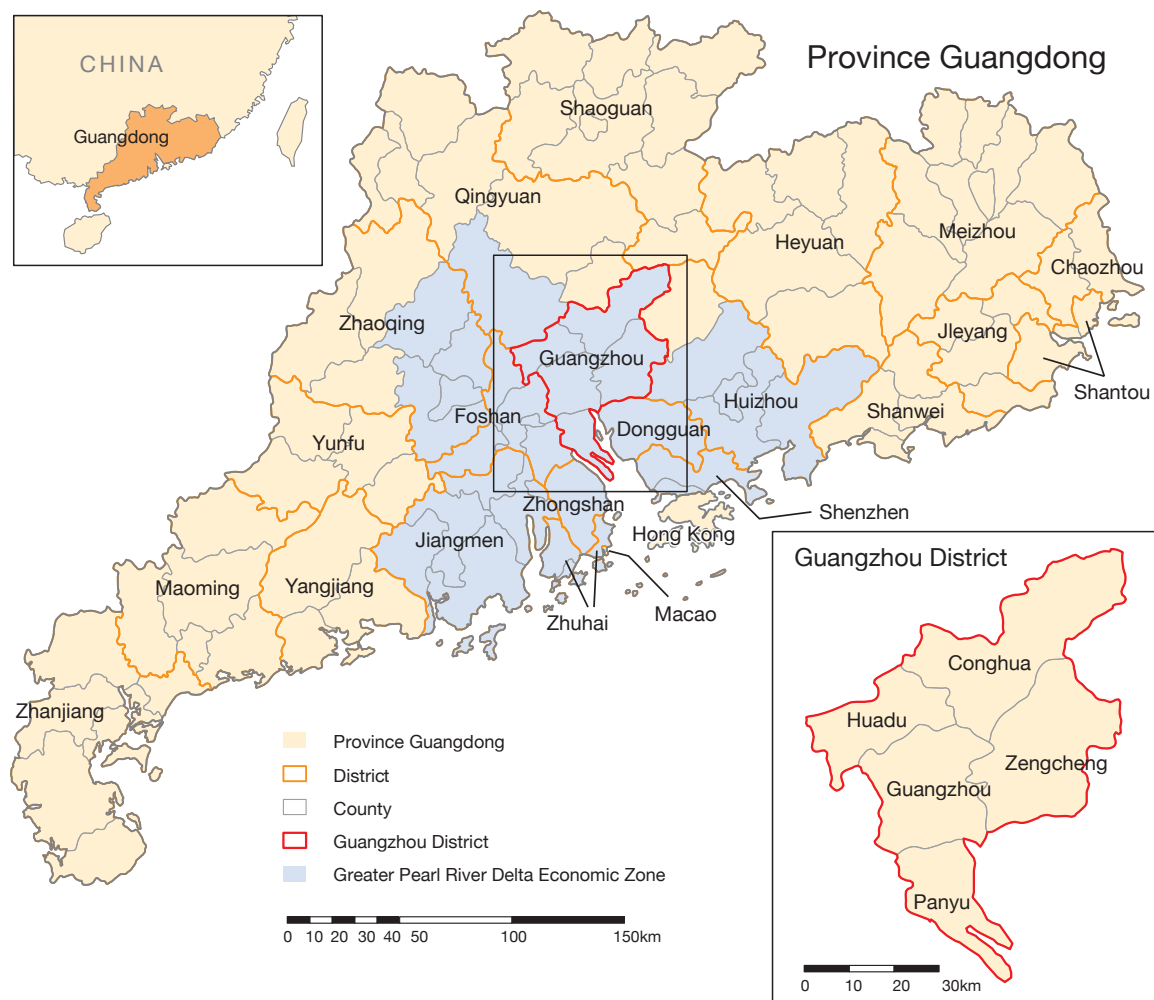 CHINA
Guangdong
Province Guangdong
Shaoguan
Qingyuan
Heyuan
Meizhou
Chaozhou
Zhaoqing
Jleyang
Guangzhou
Shantou
Huizhou
Shanwei
Foshan
Dongguan
Yunfu
Zhongshan
Shenzhen
Hong Kong
Jiangmen
Maoming
Yangjiang
Zhuhai
Macao
Zhanjiang
Province Guangdong
District
County
Guangzhou District
Greater Pearl River Delta Economic Zone
0 10 20 30 40 50 100 150km
Guangzhou District
Conghua
Huadu
Zengcheng
Guangzhou
Panyu
0 10 20 30km